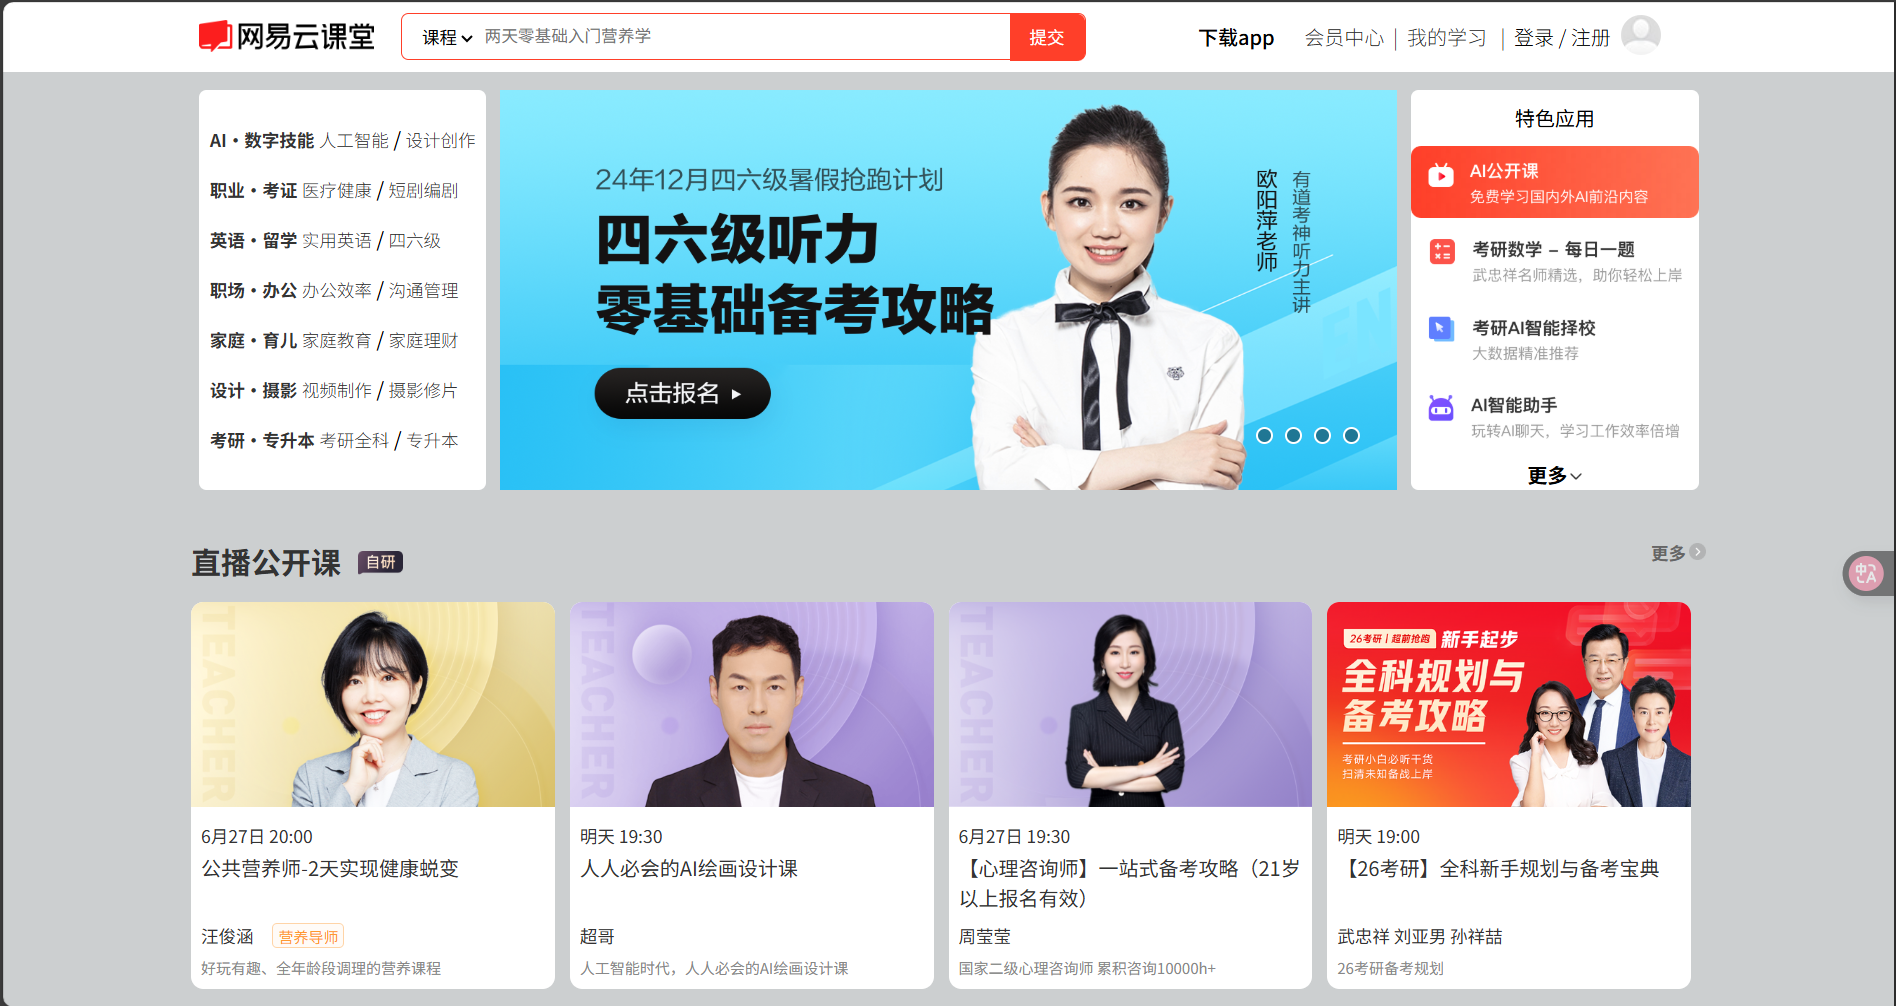 网易云课堂
课程 两天零基础入门营养学 提交
下载app 会员中心 | 我的学习 | 登录 / 注册
AI·数字技能 人工智能 / 设计创作
职业·考证 医疗健康 / 短剧编剧
英语·留学 实用英语 / 四六级
职场·办公 办公效率 / 沟通管理
家庭·育儿 家庭教育 / 家庭理财
设计·摄影 视频制作 / 摄影修片
考研·专升本 考研全科 / 专升本
24年12月四六级暑假抢跑计划
四六级听力
零基础备考攻略
点击报名
欧阳萍老师
有道考神听力主讲
EN
特色应用
AI公开课
免费学习国内外AI前沿内容
考研数学 – 每日一题
武忠祥名师精选，助你轻松上岸
考研AI智能择校
大数据精准推荐
AI智能助手
玩转AI聊天，学习工作效率倍增
更多
直播公开课 自研
更多
中A
TEACHER
6月27日 20:00
公共营养师-2天实现健康蜕变
汪俊涵 营养导师
好玩有趣、全年龄段调理的营养课程
TEACHER
明天 19:30
人人必会的AI绘画设计课
超哥
人工智能时代，人人必会的AI绘画设计课
TEACHER
6月27日 19:30
【心理咨询师】一站式备考攻略（21岁
以上报名有效）
周莹莹
国家二级心理咨询师 累积咨询10000h+
26考研 | 超前抢跑 新手起步
全科规划与
备考攻略
考研小白必听干货
扫清未知备战上岸
明天 19:00
【26考研】全科新手规划与备考宝典
武忠祥 刘亚男 孙祥喆
26考研备考规划